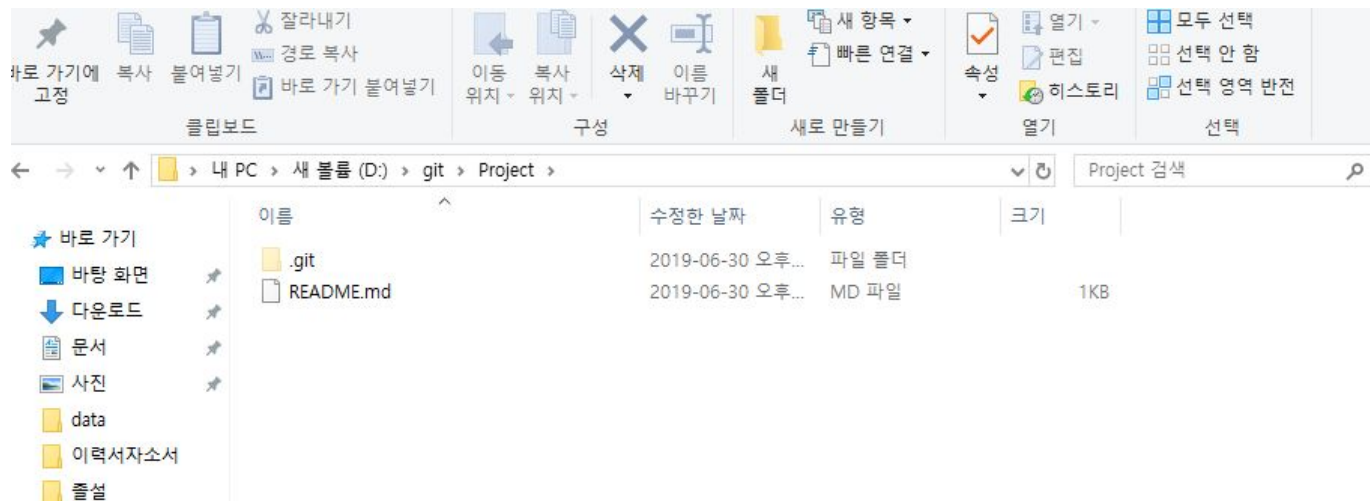 잘라내기
경로 복사
바로 가기 붙여넣기
바로 가기에 고정
복사
붙여넣기
클립보드
이동 위치
복사 위치
삭제
이름 바꾸기
구성
새 폴더
새 항목
빠른 연결
새로 만들기
속성
열기
편집
히스토리
열기
모두 선택
선택 안 함
선택 영역 반전
선택
내 PC > 새 볼륨 (D:) > git > Project >
Project 검색
이름 수정한 날짜 유형 크기
.git 2019-06-30 오후... 파일 폴더
README.md 2019-06-30 오후... MD 파일 1KB
바로 가기
바탕 화면
다운로드
문서
사진
data
이력서자소서
졸설